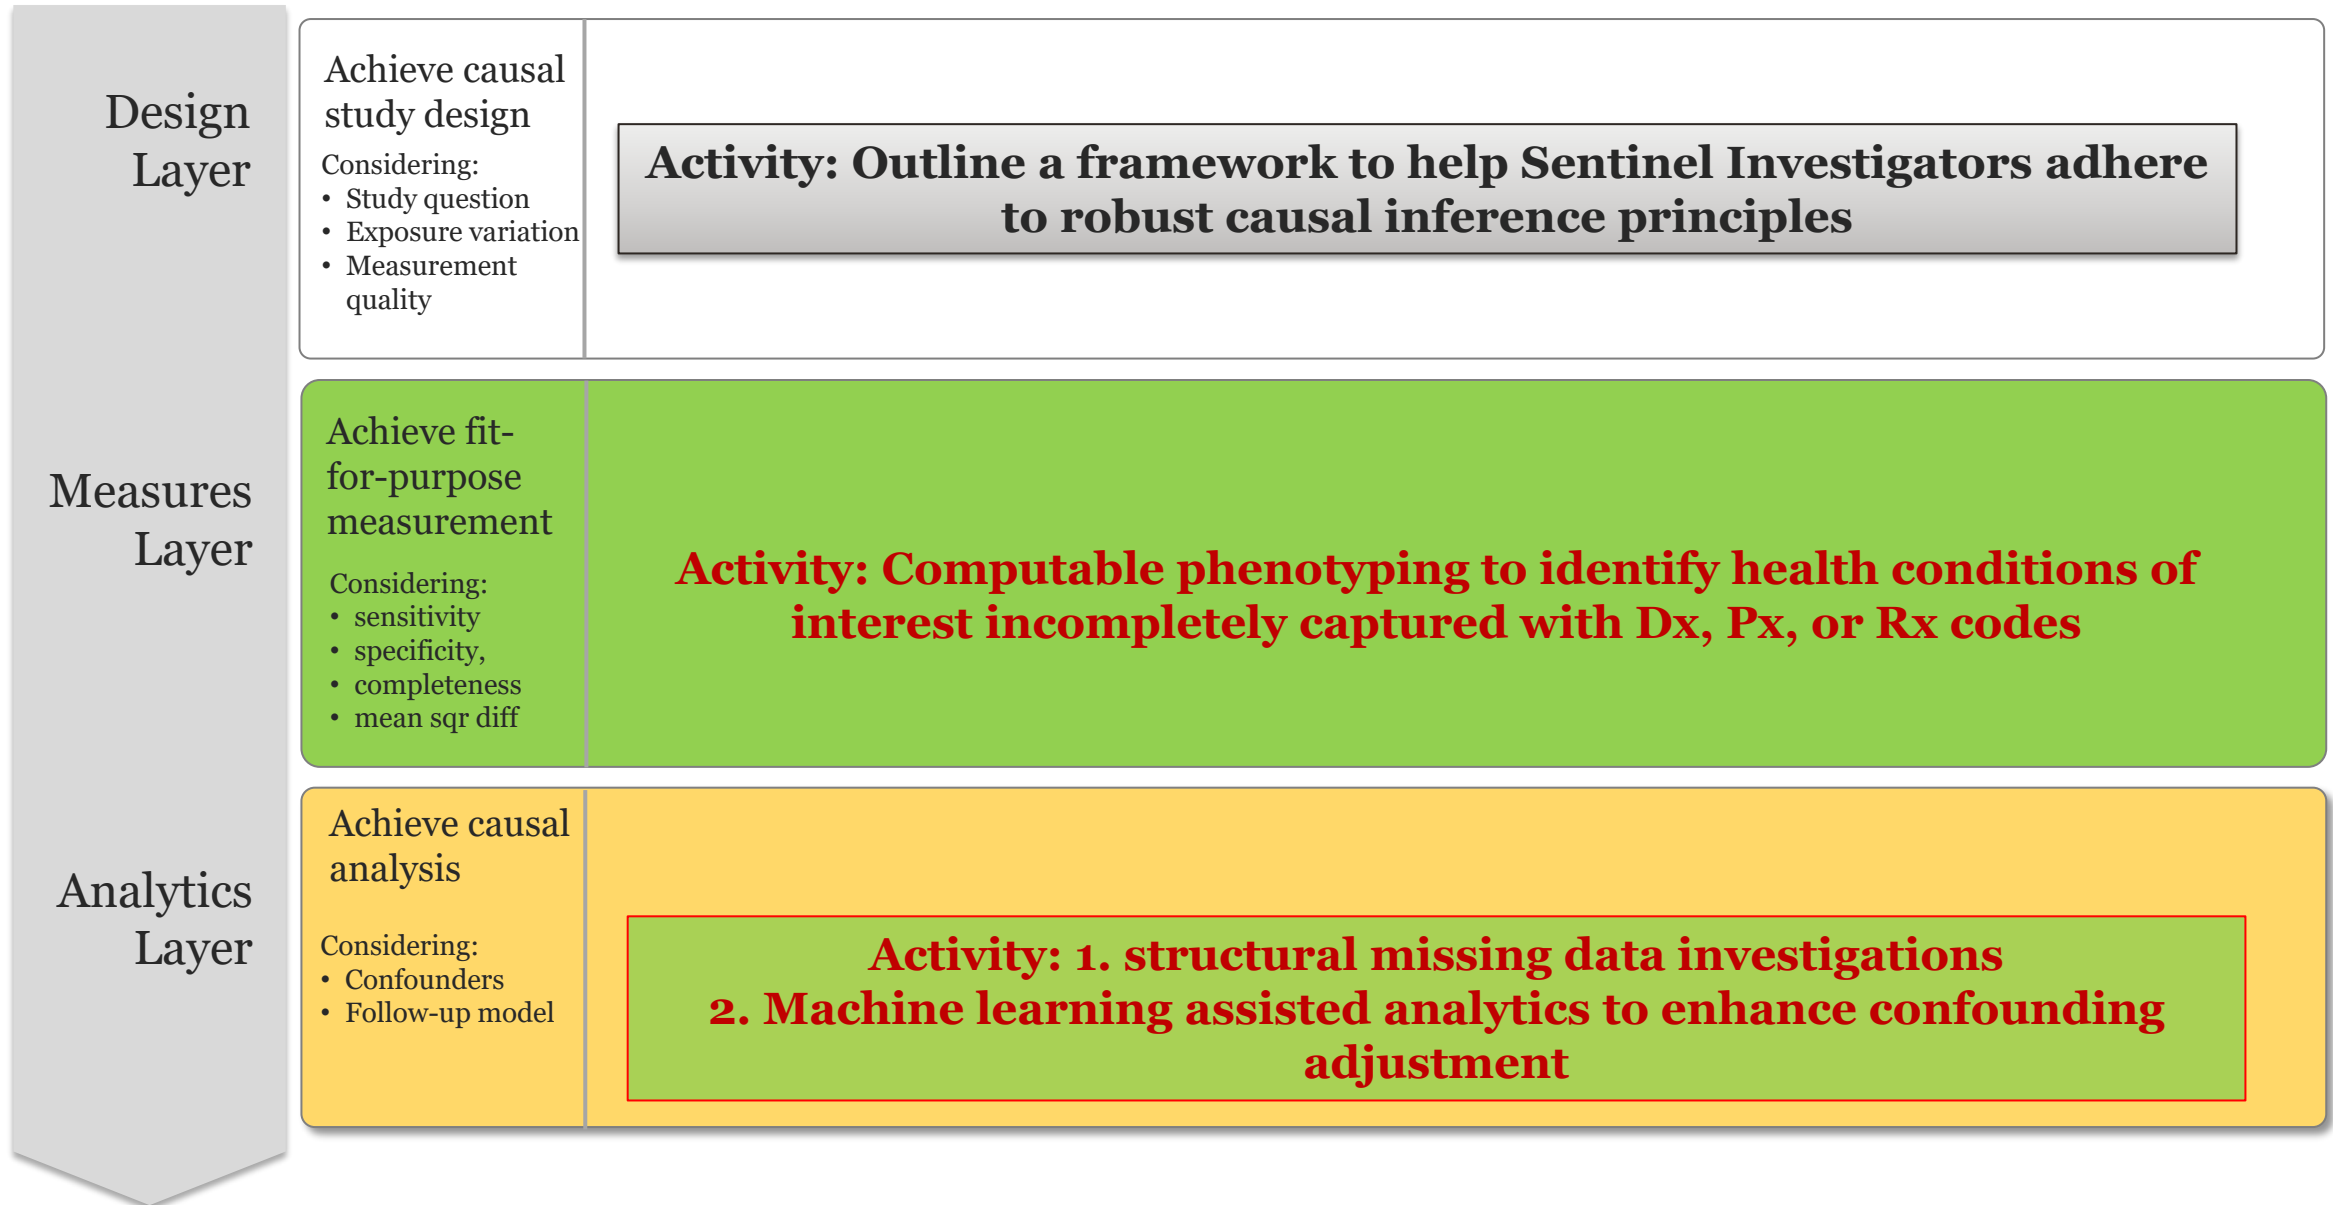 Design
Layer
Achieve causal
study design
Considering:
• Study question
• Exposure variation
• Measurement
quality
Activity: Outline a framework to help Sentinel Investigators adhere
to robust causal inference principles
Measures
Layer
Achieve fit-
for-purpose
measurement
Considering:
• sensitivity
• specificity,
• completeness
• mean sqr diff
Activity: Computable phenotyping to identify health conditions of
interest incompletely captured with Dx, Px, or Rx codes
Analytics
Layer
Achieve causal
analysis
Considering:
• Confounders
• Follow-up model
Activity: 1. structural missing data investigations
2. Machine learning assisted analytics to enhance confounding
adjustment